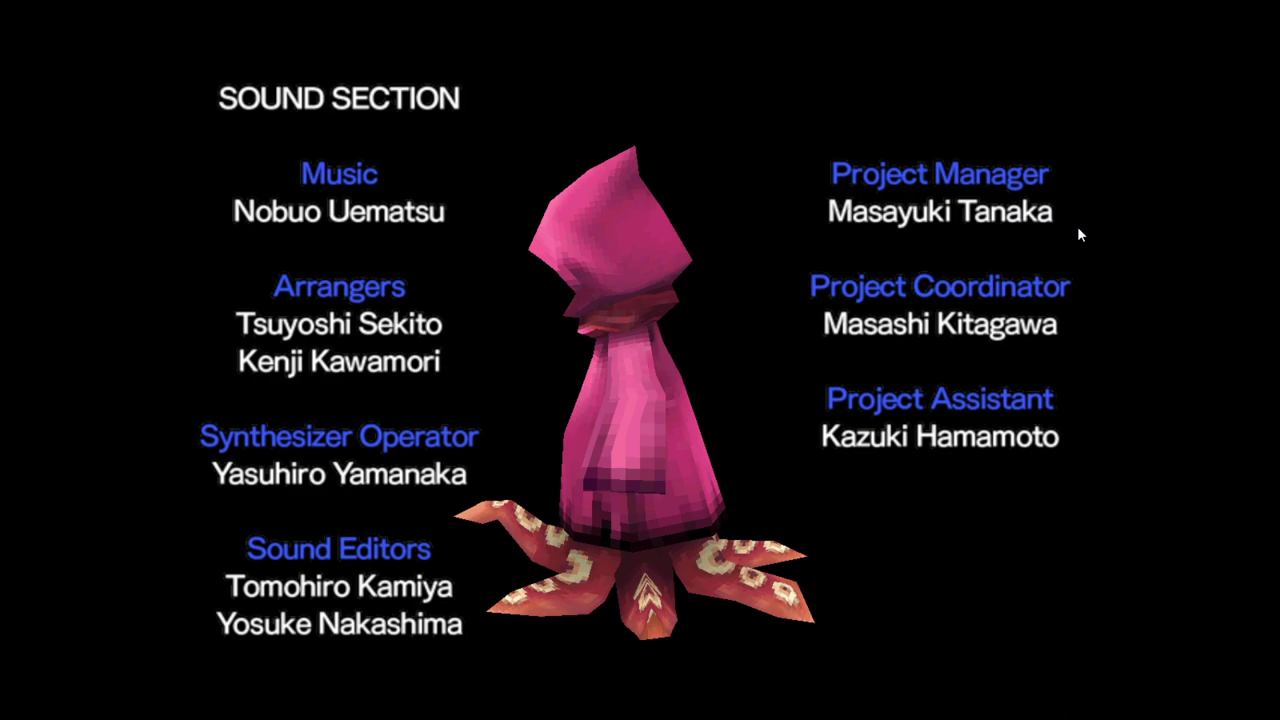 SOUND SECTION
Music
Nobuo Uematsu
Arrangers
Tsuyoshi Sekito
Kenji Kawamori
Synthesizer Operator
Yasuhiro Yamanaka
Sound Editors
Tomohiro Kamiya
Yosuke Nakashima
Project Manager
Masayuki Tanaka
Project Coordinator
Masashi Kitagawa
Project Assistant
Kazuki Hamamoto